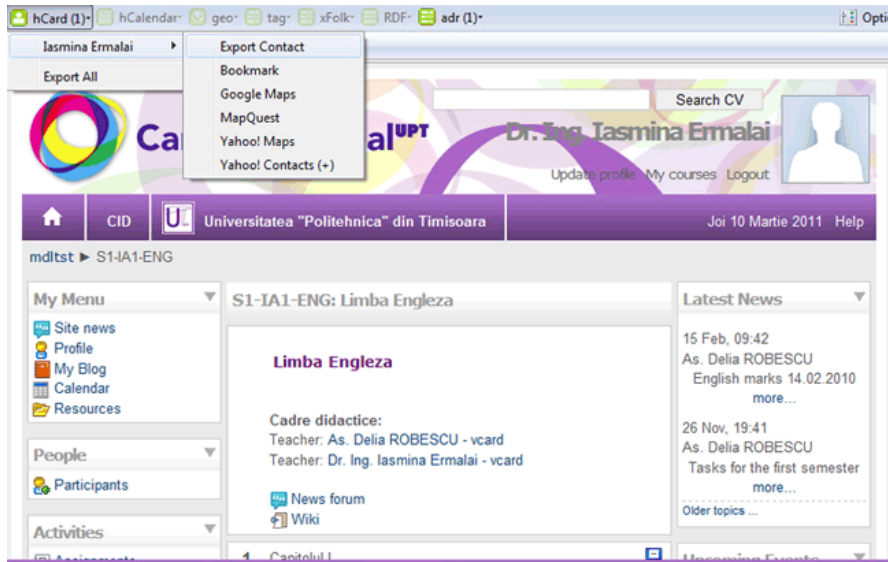 hCard (1) hCalendar geo tag xFolk RDF adr (1)
Iasmina Ermalai
Export All
Export Contact
Bookmark
Google Maps
MapQuest
Yahoo! Maps
Yahoo! Contacts (+)
Search CV
UPT
Dr. Ing. Iasmina Ermalai
Update profile My courses Logout
CID Universitatea "Politehnica" din Timisoara Joi 10 Martie 2011 Help
mdltst ► S1-IA1-ENG
My Menu
Site news
Profile
My Blog
Calendar
Resources
People
Participants
Activities
S1-IA1-ENG: Limba Engleza
Limba Engleza
Cadre didactice:
Teacher: As. Delia ROBESCU - vcard
Teacher: Dr. Ing. Iasmina Ermalai - vcard
News forum
Wiki
1 Capitolul I
Latest News
15 Feb, 09:42
As. Delia ROBESCU
English marks 14.02.2010
more...
26 Nov, 19:41
As. Delia ROBESCU
Tasks for the first semester
more...
Older topics ...
Upcoming Events